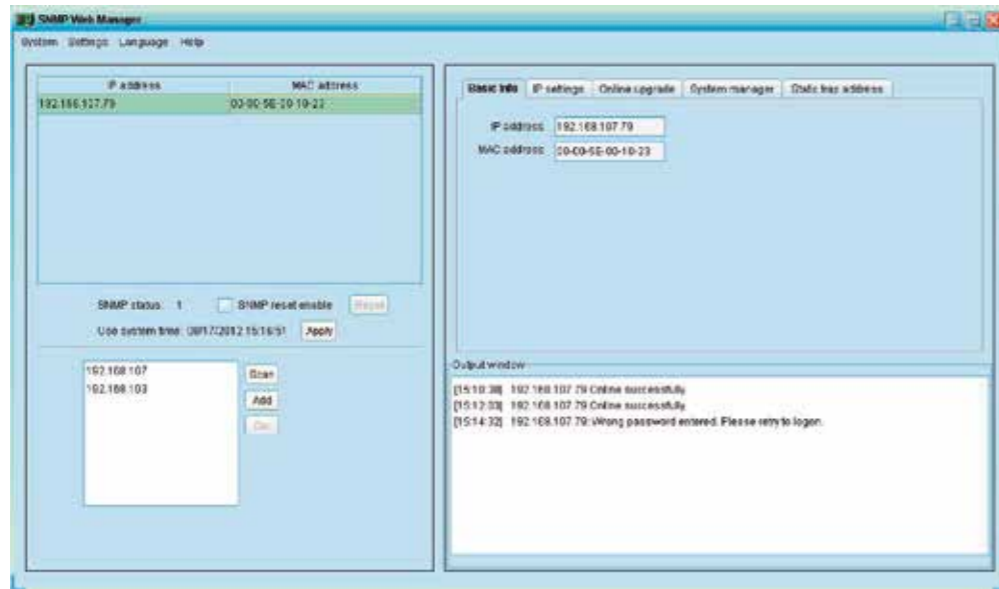 SNMP Web Manager
System Settings Language Help
IP address MAC address
192.168.107.79 00-00-5E-00-10-23
SNMP status: 1 SNMP reset enable Reset
Use system time: 08/17/2012 15:16:51 Apply
192.168.107
192.168.103
Scan
Add
Del
Basic Info IP settings Online upgrade System manager Static trap address
IP address 192.168.107.79
MAC address 00-00-5E-00-10-23
Output window
[15:10:38] 192.168.107.79 Online successfully.
[15:12:03] 192.168.107.79 Online successfully.
[15:14:32] 192.168.107.79: Wrong password entered. Please retry to logon.